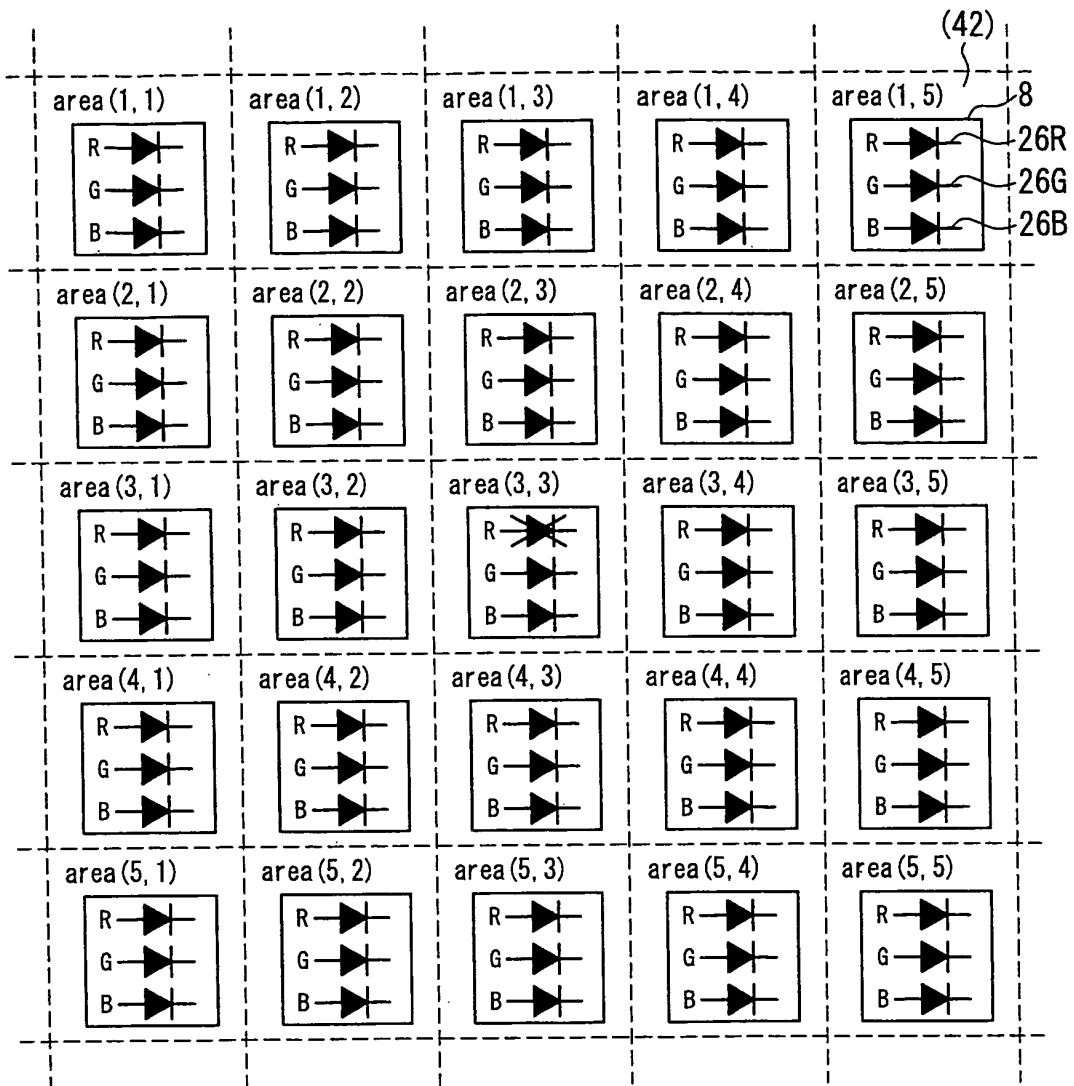 (42)
area(1, 1) area(1, 2) area(1, 3) area(1, 4) area(1, 5) 8
R R R R R 26R
G G G G G 26G
B B B B B 26B
area(2, 1) area(2, 2) area(2, 3) area(2, 4) area(2, 5)
R R R R R
G G G G G
B B B B B
area(3, 1) area(3, 2) area(3, 3) area(3, 4) area(3, 5)
R R R R R
G G G G G
B B B B B
area(4, 1) area(4, 2) area(4, 3) area(4, 4) area(4, 5)
R R R R R
G G G G G
B B B B B
area(5, 1) area(5, 2) area(5, 3) area(5, 4) area(5, 5)
R R R R R
G G G G G
B B B B B